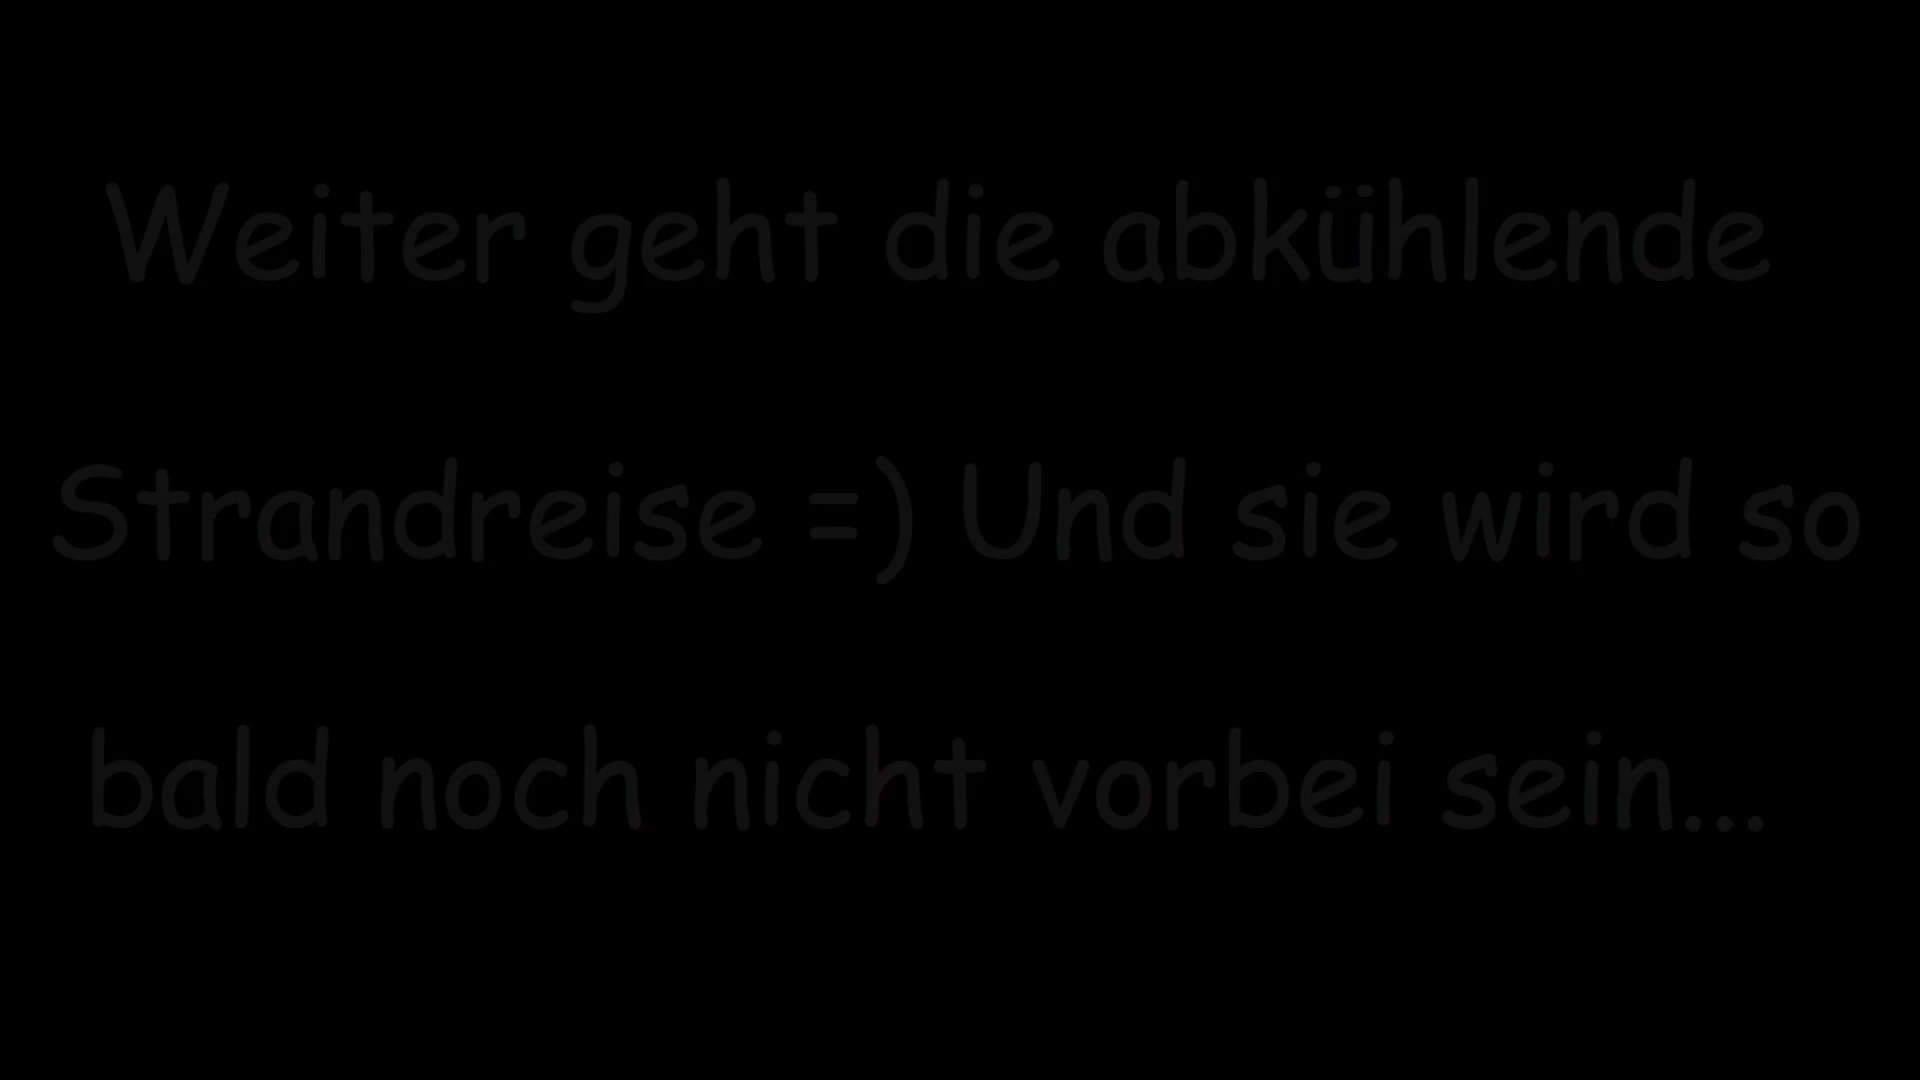 Weiter geht die abkühlende
Strandreise =) Und sie wird so
bald noch nicht vorbei sein...